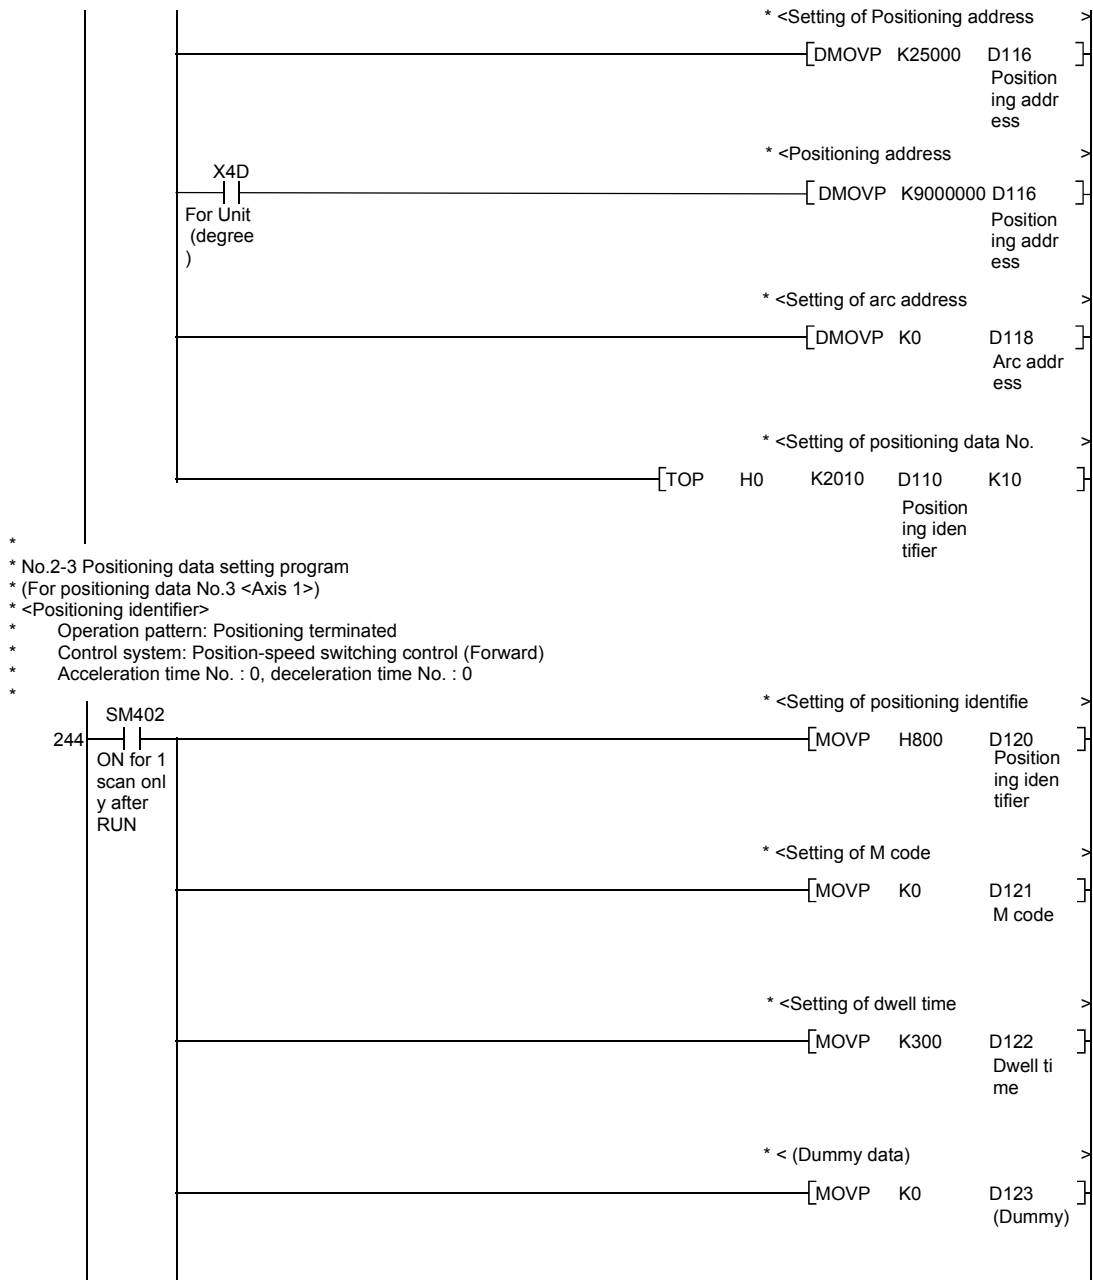 * <Setting of Positioning address >
DMOVP K25000 D116
Position
ing addr
ess
* <Positioning address >
X4D
DMOVP K9000000 D116
For Unit
(degree
)
Position
ing addr
ess
* <Setting of arc address >
DMOVP K0 D118
Arc addr
ess
* <Setting of positioning data No. >
TOP H0 K2010 D110 K10
Position
ing iden
tifier
*
* No.2-3 Positioning data setting program
* (For positioning data No.3 <Axis 1>)
* <Positioning identifier>
* Operation pattern: Positioning terminated
* Control system: Position-speed switching control (Forward)
* Acceleration time No. : 0, deceleration time No. : 0
*
* <Setting of positioning identifie >
SM402
244 MOVP H800 D120
ON for 1
scan onl
y after
RUN
Position
ing iden
tifier
* <Setting of M code >
MOVP K0 D121
M code
* <Setting of dwell time >
MOVP K300 D122
Dwell ti
me
* < (Dummy data) >
MOVP K0 D123
(Dummy)